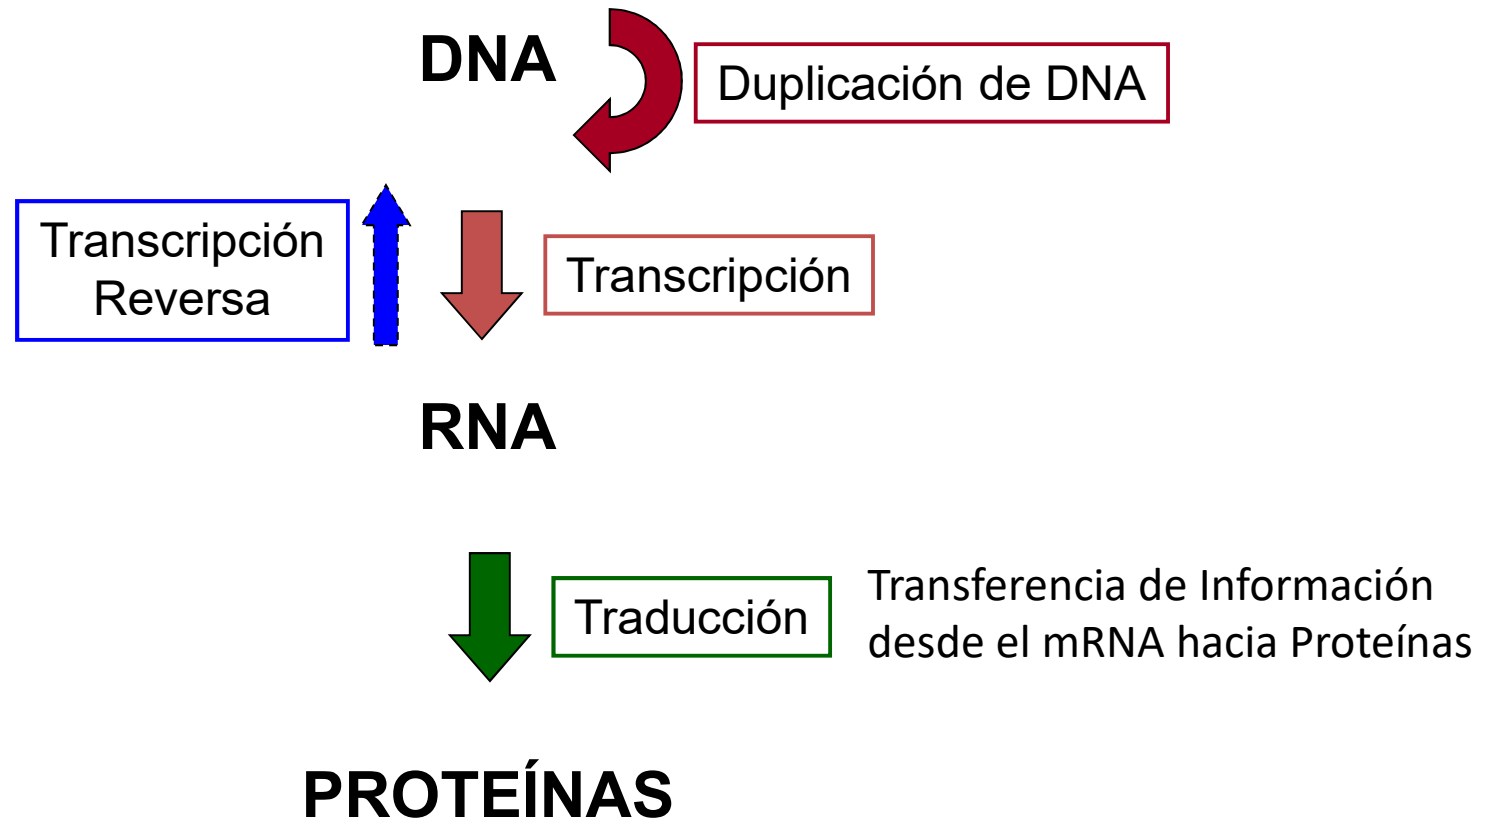 DNA
Duplicación de DNA
Transcripción
Reversa
Transcripción
RNA
Traducción
Transferencia de Información
desde el mRNA hacia Proteínas
PROTEÍNAS